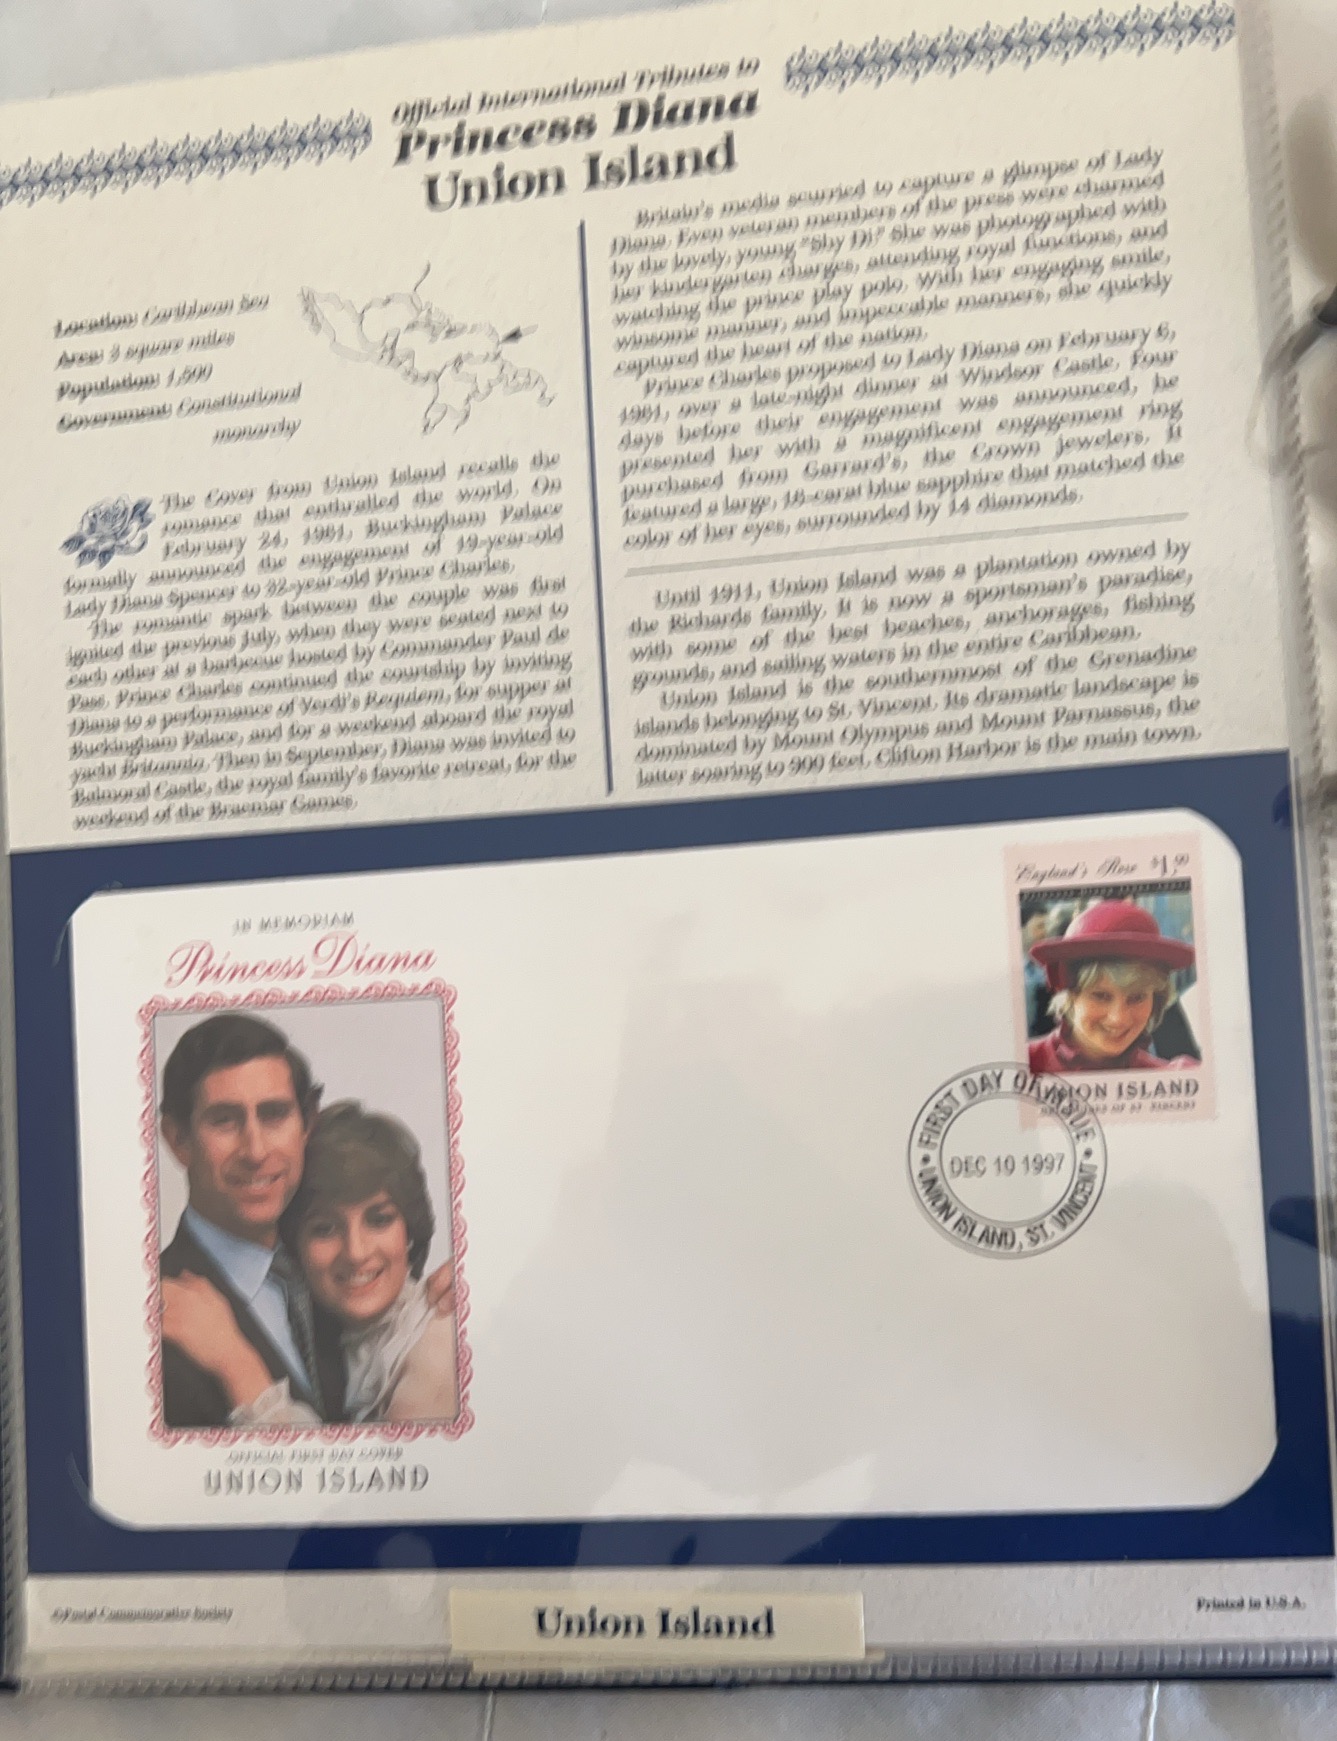 Official International Tributes to
Princess Diana
Union Island
Location: Caribbean Sea
Area: 3 square miles
Population: 1,500
Government: Constitutional
monarchy
The Cover from Union Island recalls the
romance that enthralled the world. On
February 24, 1981, Buckingham Palace
formally announced the engagement of 19-year-old
Lady Diana Spencer to 32-year-old Prince Charles.
The romantic spark between the couple was first
ignited the previous July, when they were seated next to
each other at a barbecue hosted by Commander Paul de
Pass. Prince Charles continued the courtship by inviting
Diana to a performance of Verdi's Requiem, for supper at
Buckingham Palace, and for a weekend aboard the royal
yacht Britannia. Then in September, Diana was invited to
Balmoral Castle, the royal family's favorite retreat, for the
weekend of the Braemar Games.
Britain's media scurried to capture a glimpse of Lady
Diana. Even veteran members of the press were charmed
by the lovely, young "Shy Di." She was photographed with
her kindergarten charges, attending royal functions, and
watching the prince play polo. With her engaging smile,
winsome manner, and impeccable manners, she quickly
captured the heart of the nation.
Prince Charles proposed to Lady Diana on February 6,
1981, over a late-night dinner at Windsor Castle. Four
days before their engagement was announced, he
presented her with a magnificent engagement ring
purchased from Garrard's, the Crown jewelers. It
featured a large, 18-carat blue sapphire that matched the
color of her eyes, surrounded by 14 diamonds.
Until 1911, Union Island was a plantation owned by
the Richards family. It is now a sportsman's paradise,
with some of the best beaches, anchorages, fishing
grounds, and sailing waters in the entire Caribbean.
Union Island is the southernmost of the Grenadine
islands belonging to St. Vincent. Its dramatic landscape is
dominated by Mount Olympus and Mount Parnassus, the
latter soaring to 900 feet. Clifton Harbor is the main town.
IN MEMORIAM
Princess Diana
OFFICIAL FIRST DAY COVER
UNION ISLAND
England's Rose $1.
UNION ISLAND
OF ST. VINCENT
FIRST DAY OF ISSUE
DEC 10 1997
UNION ISLAND, ST. VINCENT
©Postal Commemorative Society
Union Island
Printed in U.S.A.